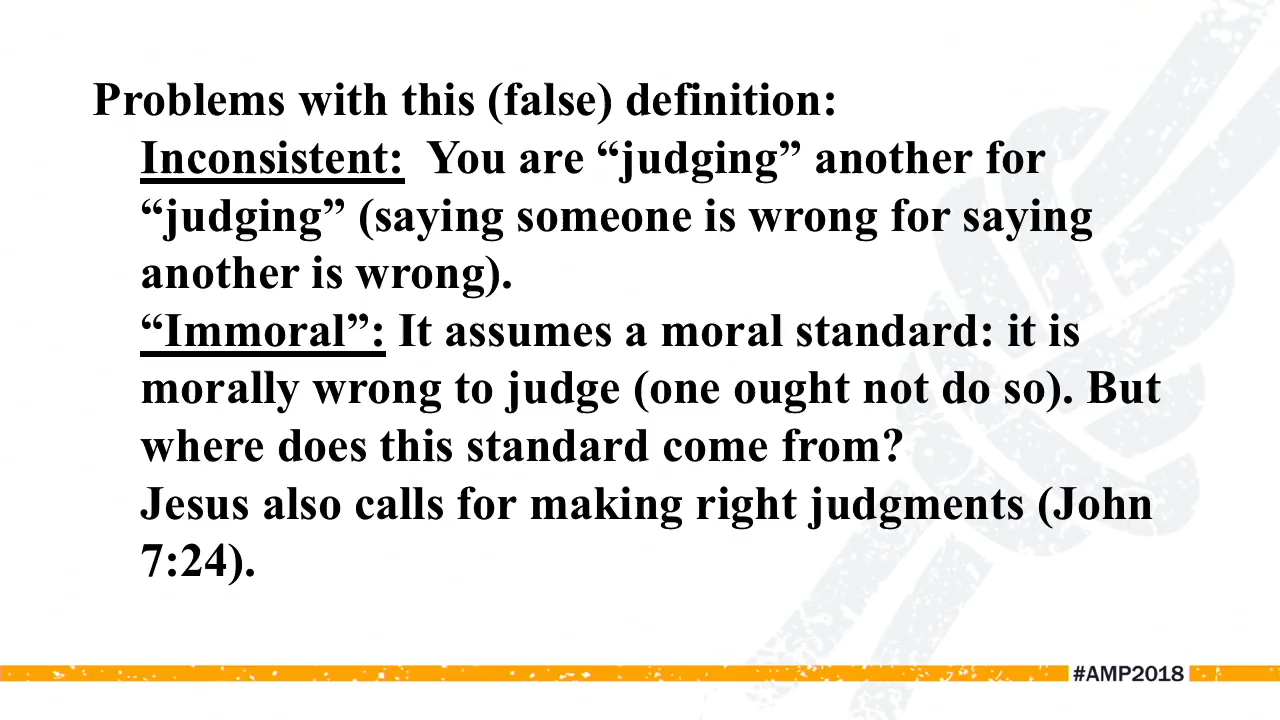 Problems with this (false) definition:
Inconsistent:  You are “judging” another for
“judging” (saying someone is wrong for saying
another is wrong).
“Immoral”: It assumes a moral standard: it is
morally wrong to judge (one ought not do so). But
where does this standard come from?
Jesus also calls for making right judgments (John
7:24).
#AMP2018